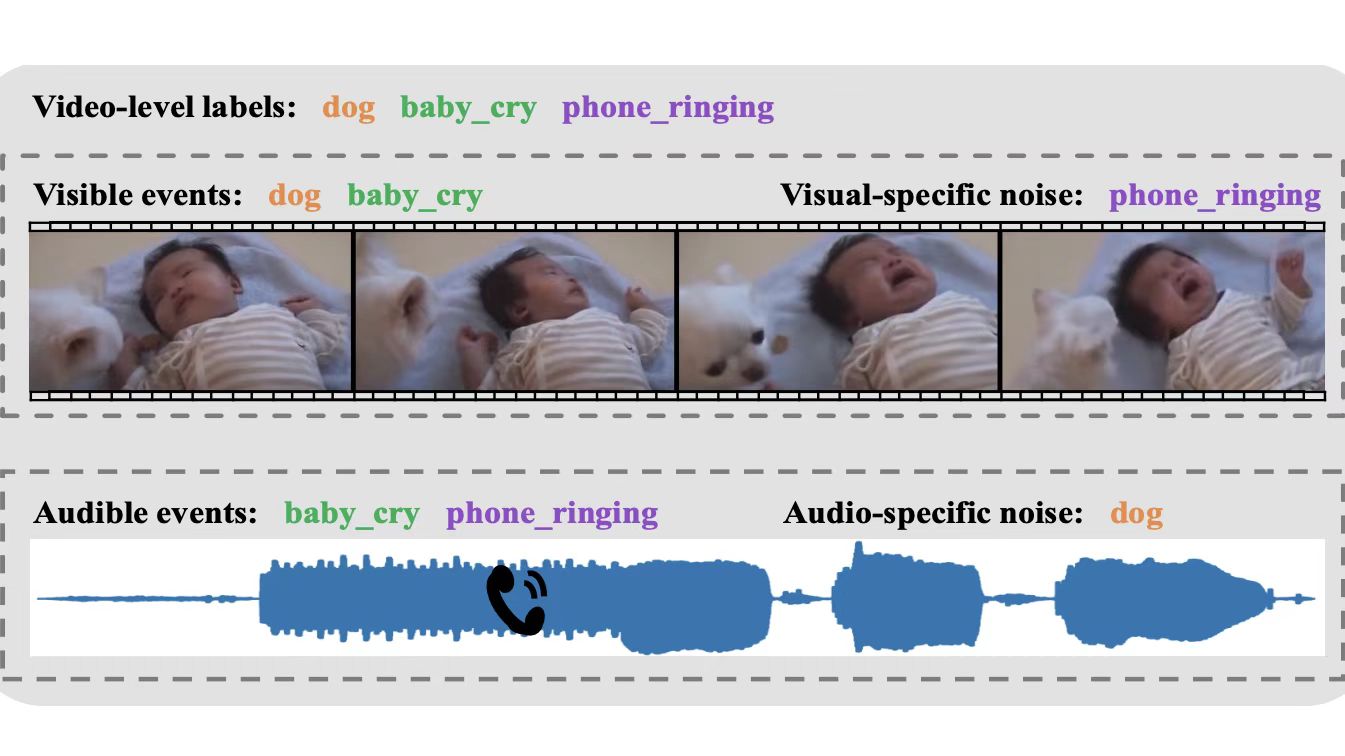 Video-level labels: dog baby_cry phone_ringing
Visible events: dog baby_cry Visual-specific noise: phone_ringing
Audible events: baby_cry phone_ringing Audio-specific noise: dog